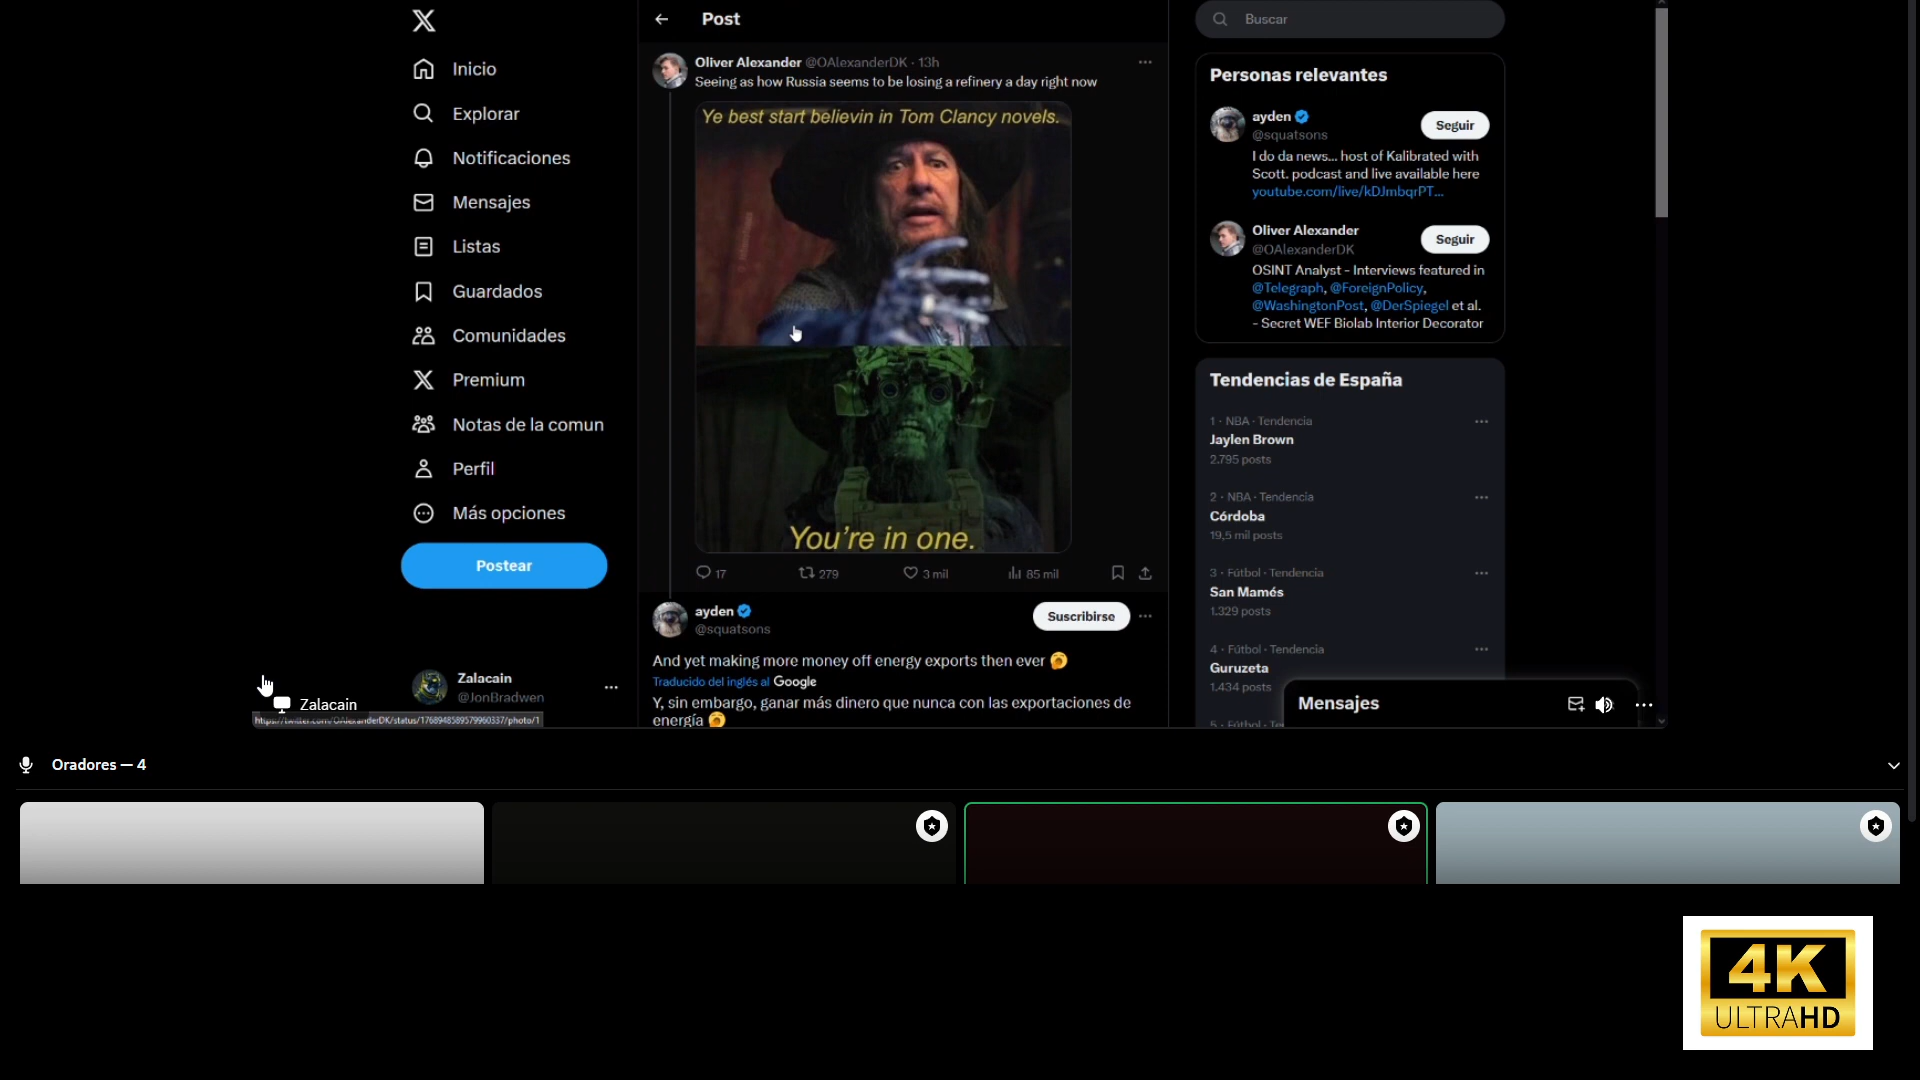 Inicio
Explorar
Notificaciones
Mensajes
Listas
Guardados
Comunidades
Premium
Notas de la comun
Perfil
Más opciones
Postear
Zalacain
@JonBradwen
Zalacain
https://twitter.com/OAlexanderDK/status/1768948589579960337/photo/1
Post
Oliver Alexander @OAlexanderDK · 13h
Seeing as how Russia seems to be losing a refinery a day right now
Ye best start believin in Tom Clancy novels.
You're in one.
17
279
3 mil
85 mil
ayden
@squatsons
Suscribirse
And yet making more money off energy exports then ever
Traducido del inglés al Google
Y, sin embargo, ganar más dinero que nunca con las exportaciones de
energía
Buscar
Personas relevantes
ayden
@squatsons
Seguir
I do da news... host of Kalibrated with
Scott. podcast and live available here
youtube.com/live/kDJmbqrPT...
Oliver Alexander
@OAlexanderDK
Seguir
OSINT Analyst - Interviews featured in
@Telegraph, @ForeignPolicy,
@WashingtonPost, @DerSpiegel et al.
- Secret WEF Biolab Interior Decorator
Tendencias de España
1 · NBA · Tendencia
Jaylen Brown
2.795 posts
2 · NBA · Tendencia
Córdoba
19,5 mil posts
3 · Fútbol · Tendencia
San Mamés
1.329 posts
4 · Fútbol · Tendencia
Guruzeta
1.434 posts
Mensajes
Oradores — 4
4K
ULTRAHD